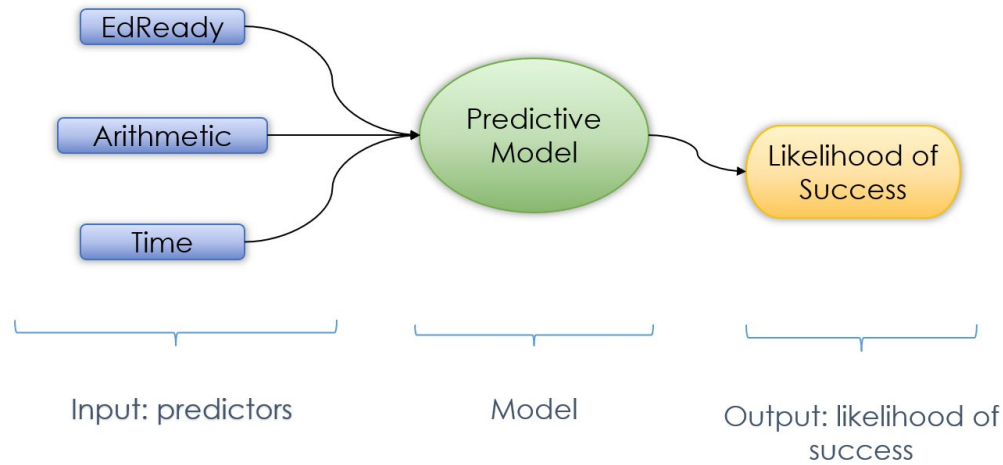 EdReady
Arithmetic
Time
Predictive
Model
Likelihood of
Success
Input: predictors
Model
Output: likelihood of
success